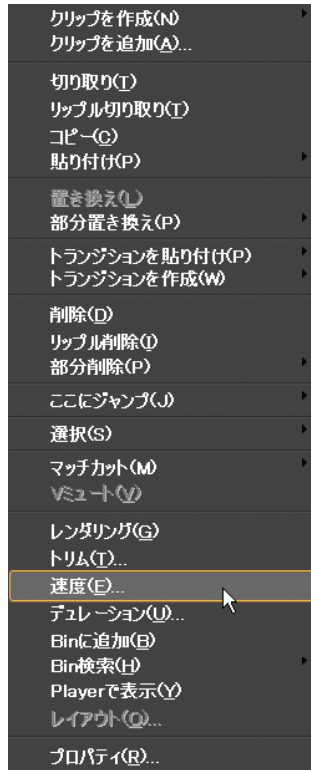 クリップを作成(N)
クリップを追加(A)...
切り取り(T)
リップル切り取り(T)
コピー(C)
貼り付け(P)
置き換え(L)
部分置き換え(P)
トランジションを貼り付け(P)
トランジションを作成(W)
削除(D)
リップル削除(I)
部分削除(P)
ここにジャンプ(J)
選択(S)
マッチカット(M)
Vミュート(V)
レンダリング(G)
トリム(T)...
速度(E)...
デュレーション(U)...
Binに追加(B)
Bin検索(H)
Playerで表示(Y)
レイアウト(O)...
プロパティ(R)...